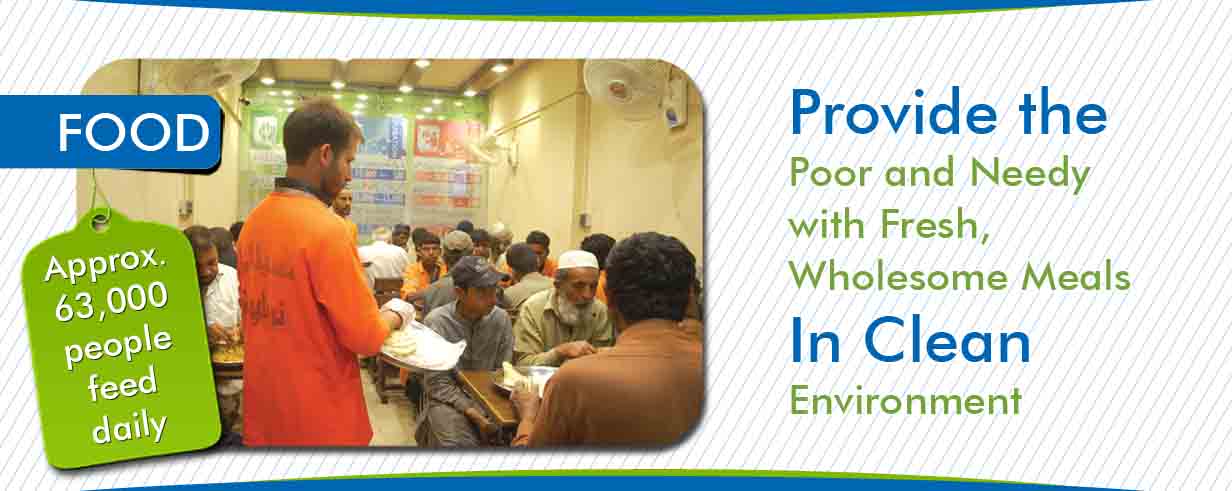 FOOD
Approx.
63,000
people
feed
daily
Provide the
Poor and Needy
with Fresh,
Wholesome Meals
In Clean
Environment